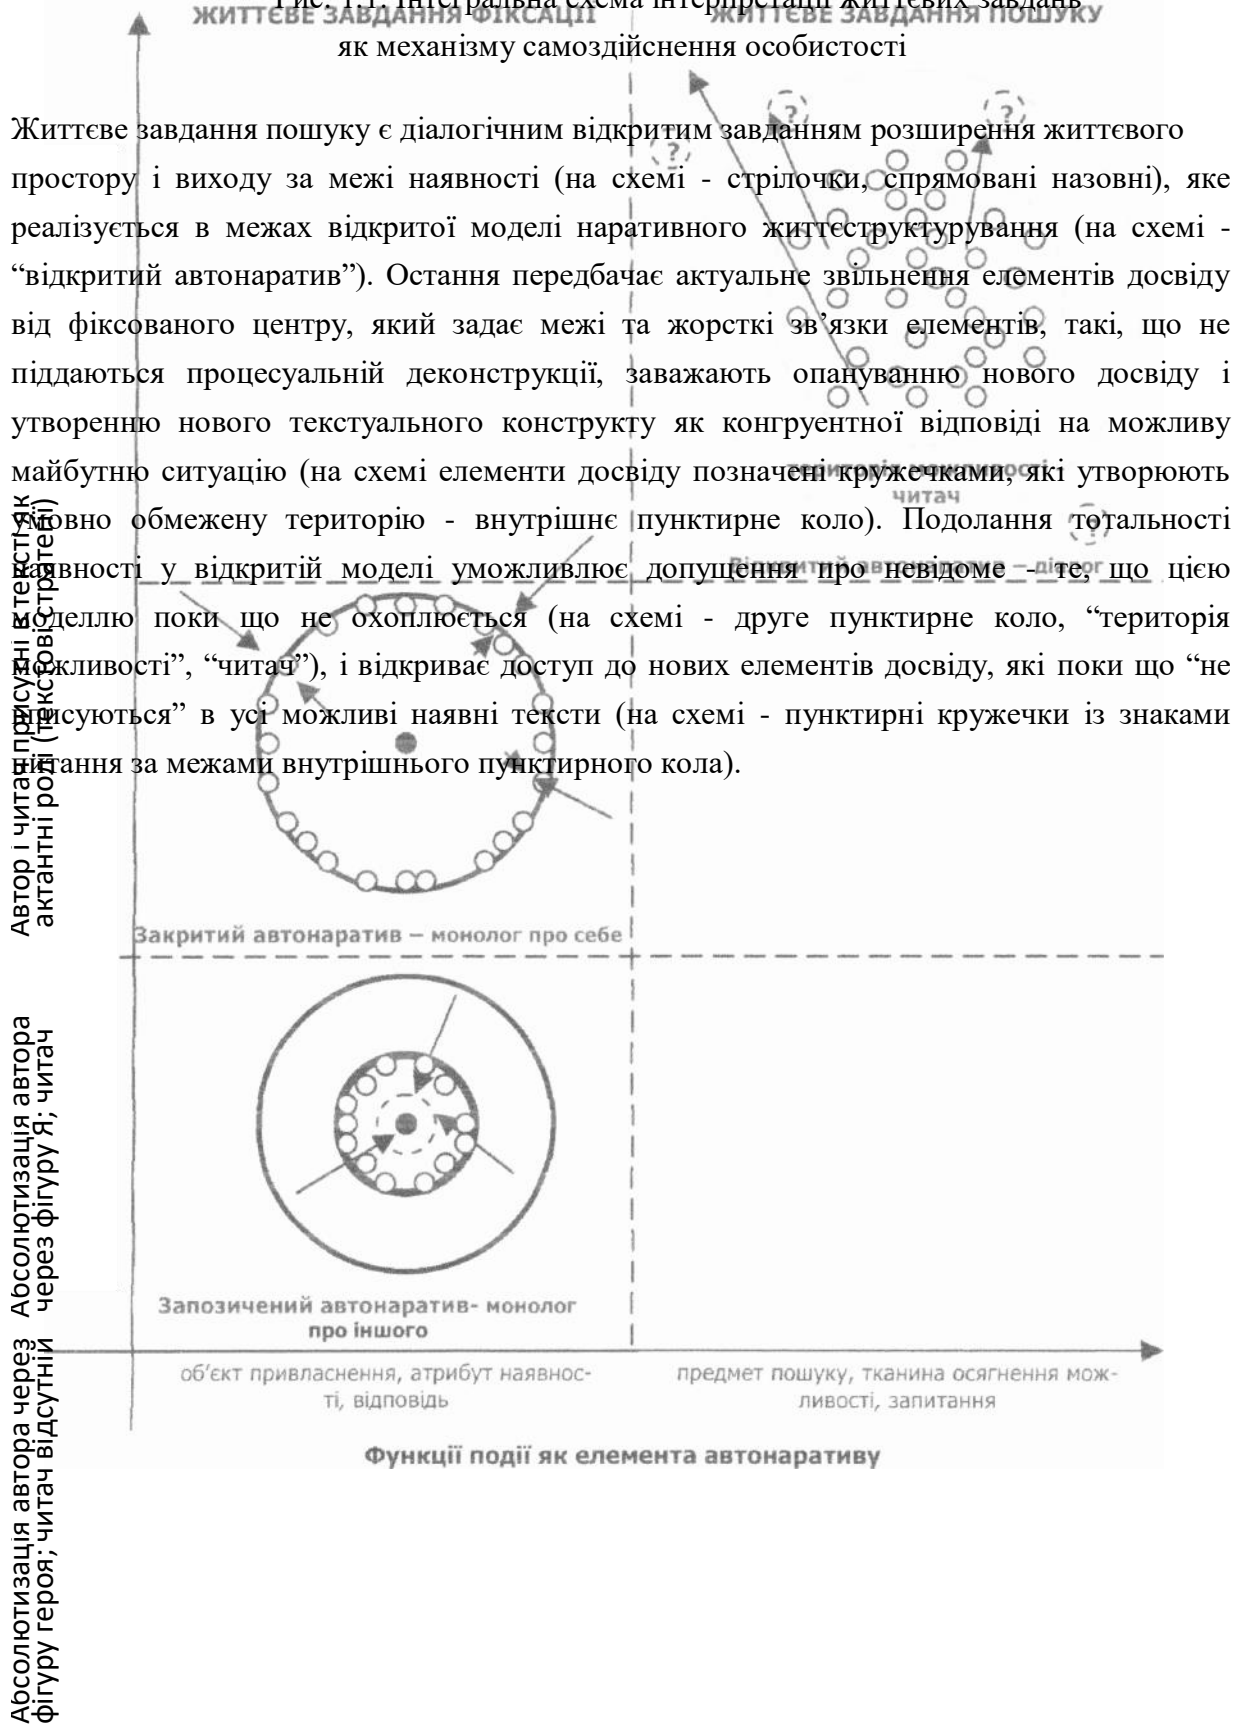 Рис. 1.1. Інтегральна схема інтерпретації життєвих завдань
ЖИТТЄВЕ ЗАВДАННЯ ФІКСАЦІЇ
ЖИТТЄВЕ ЗАВДАННЯ ПОШУКУ
як механізму самоздійснення особистості
?
?
?
Життєве завдання пошуку є діалогічним відкритим завданням розширення життєвого
простору і виходу за межі наявності (на схемі - стрілочки, спрямовані назовні), яке
реалізується в межах відкритої моделі наративного життєструктурування (на схемі -
“відкритий автонаратив”). Остання передбачає актуальне звільнення елементів досвіду
від фіксованого центру, який задає межі та жорсткі зв’язки елементів, такі, що не
піддаються процесуальній деконструкції, заважають опануванню нового досвіду і
утворенню нового текстуального конструкту як конгруентної відповіді на можливу
майбутню ситуацію (на схемі елементи досвіду позначені кружечками, які утворюють
територія можливості -
читач
умовно обмежену територію - внутрішнє пунктирне коло). Подолання тотальності
?
наявності у відкритій моделі уможливлює допущення про невідоме - те, що цією
Відкритий автонаратив – діалог
моделлю поки що не охоплюється (на схемі - друге пунктирне коло, “територія
можливості”, “читач”), і відкриває доступ до нових елементів досвіду, які поки що “не
вписуються” в усі можливі наявні тексти (на схемі - пунктирні кружечки із знаками
питання за межами внутрішнього пунктирного кола).
Автор і читач присутні в тексті як
актантні ролі (текстові стратегії)
Закритий автонаратив – монолог про себе
Абсолютизація автора
через фігуру Я; читач
Запозичений автонаратив- монолог
про іншого
Абсолютизація автора через
фігуру героя; читач відсутній
об’єкт привласнення, атрибут наявнос-
ті, відповідь
предмет пошуку, тканина осягнення мож-
ливості, запитання
Функції події як елемента автонаративу